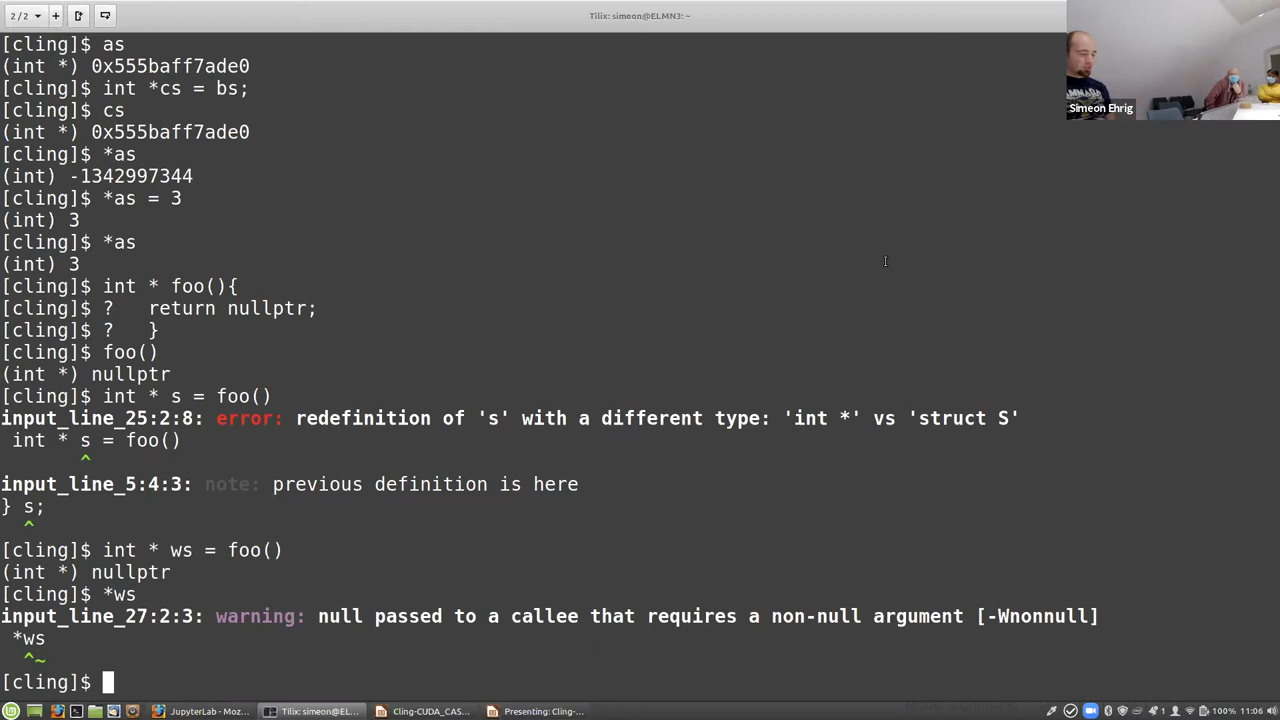 2 / 2
Tilix: simeon@ELMN3: ~
Simeon Ehrig
[cling]$ as
(int *) 0x555baff7ade0
[cling]$ int *cs = bs;
[cling]$ cs
(int *) 0x555baff7ade0
[cling]$ *as
(int) -1342997344
[cling]$ *as = 3
(int) 3
[cling]$ *as
(int) 3
[cling]$ int * foo(){
[cling]$ ?   return nullptr;
[cling]$ ?   }
[cling]$ foo()
(int *) nullptr
[cling]$ int * s = foo()
input_line_25:2:8: error: redefinition of 's' with a different type: 'int *' vs 'struct S'
 int * s = foo()
       ^
input_line_5:4:3: note: previous definition is here
} s;
  ^
[cling]$ int * ws = foo()
(int *) nullptr
[cling]$ *ws
input_line_27:2:3: warning: null passed to a callee that requires a non-null argument [-Wnonnull]
 *ws
  ^~
[cling]$
JupyterLab - Moz... Tilix: simeon@EL... Cling-CUDA_CAS... Presenting: Cling-... 1 100% 11:06